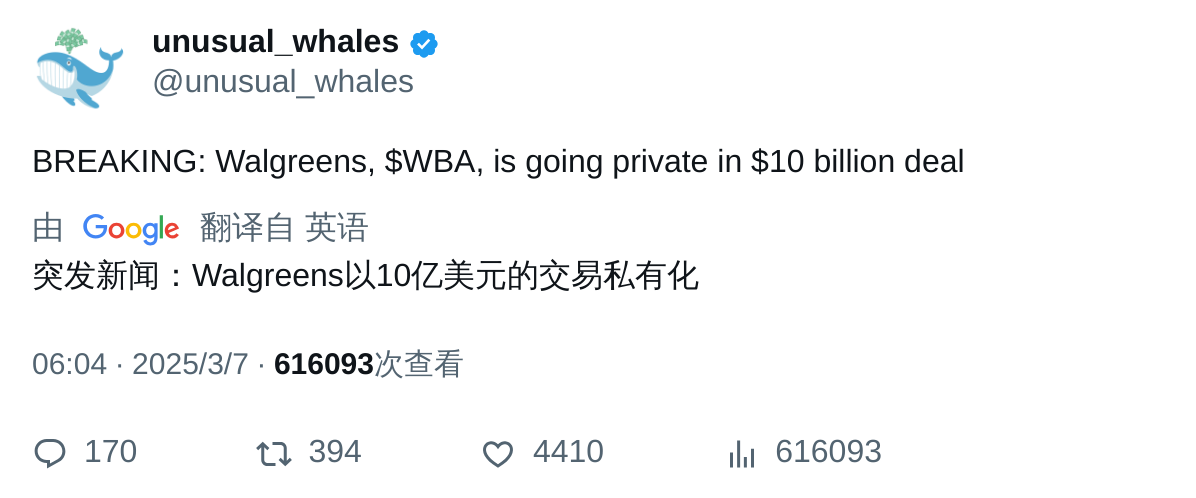 unusual_whales
@unusual_whales
BREAKING: Walgreens, $WBA, is going private in $10 billion deal
由 Google 翻译自 英语
突发新闻：Walgreens以10亿美元的交易私有化
06:04 · 2025/3/7 · 616093次查看
170 394 4410 616093